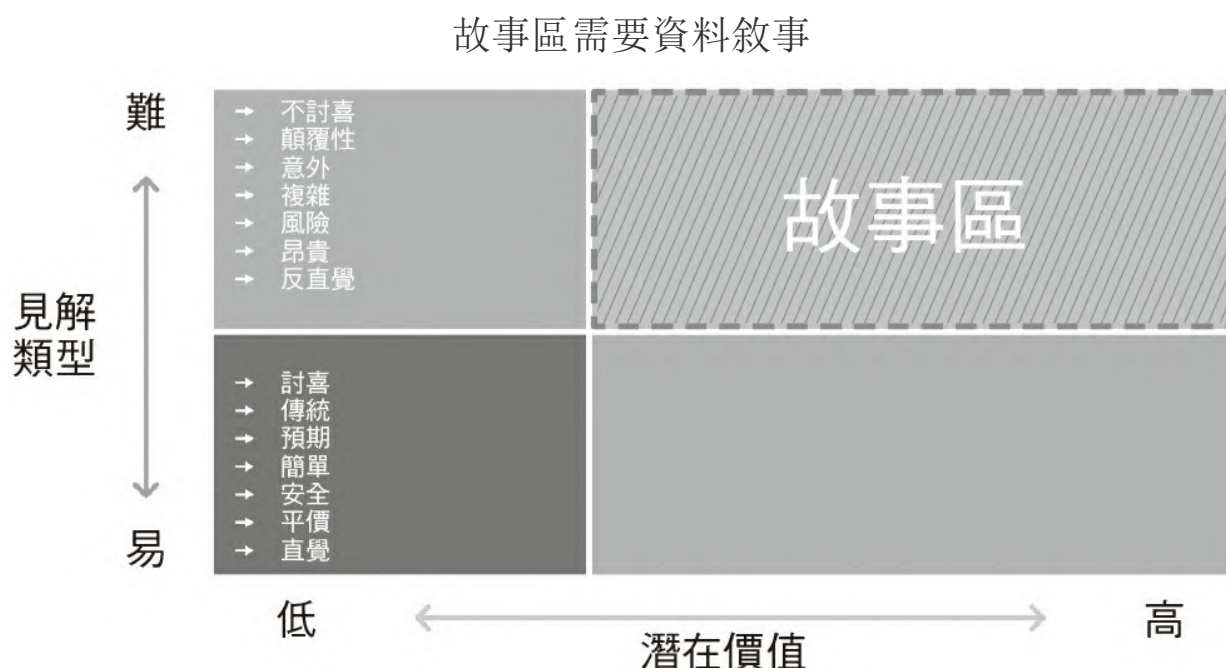 故事區需要資料敘事
難
→ 不討喜
→ 顛覆性
→ 意外
→ 複雜
→ 風險
→ 昂貴
→ 反直覺
故事區
見解
類型
→ 討喜
→ 傳統
→ 預期
→ 簡單
→ 安全
→ 平價
→ 直覺
易
低
高
潛在價值